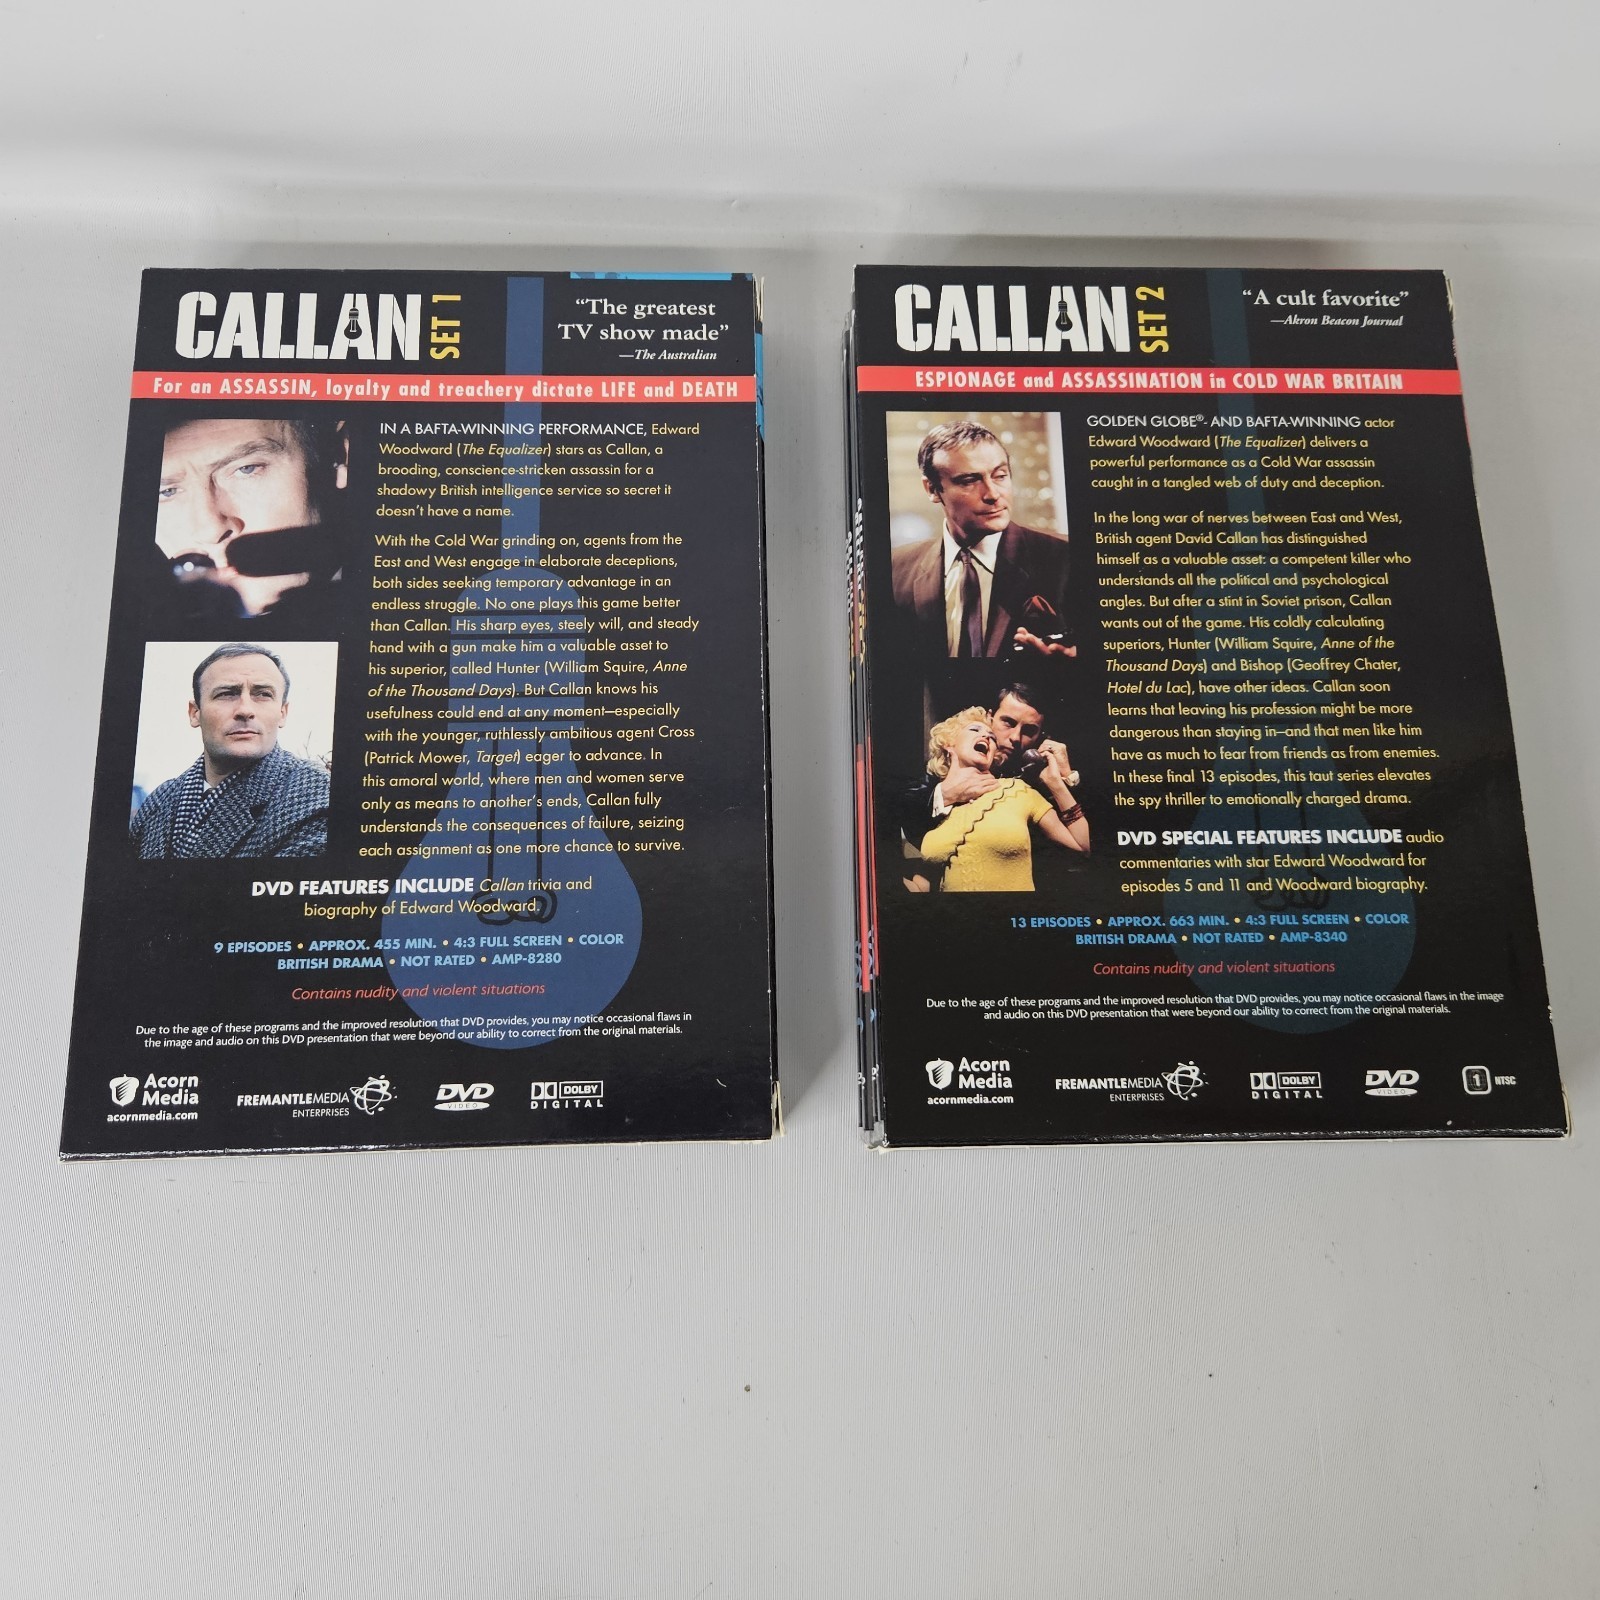 CALLAN SET 1
“The greatest
TV show made”
—The Australian
For an ASSASSIN, loyalty and treachery dictate LIFE and DEATH
IN A BAFTA-WINNING PERFORMANCE, Edward
Woodward (The Equalizer) stars as Callan, a
brooding, conscience-stricken assassin for a
shadowy British intelligence service so secret it
doesn’t have a name.
With the Cold War grinding on, agents from the
East and West engage in elaborate deceptions,
both sides seeking temporary advantage in an
endless struggle. No one plays this game better
than Callan. His sharp eyes, steely will, and steady
hand with a gun make him a valuable asset to
his superior, called Hunter (William Squire, Anne
of the Thousand Days). But Callan knows his
usefulness could end at any moment—especially
with the younger, ruthlessly ambitious agent Cross
(Patrick Mower, Target) eager to advance. In
this amoral world, where men and women serve
only as means to another’s ends, Callan fully
understands the consequences of failure, seizing
each assignment as one more chance to survive.
DVD FEATURES INCLUDE Callan trivia and
biography of Edward Woodward.
9 EPISODES • APPROX. 455 MIN. • 4:3 FULL SCREEN • COLOR
BRITISH DRAMA • NOT RATED • AMP-8280
Contains nudity and violent situations
Due to the age of these programs and the improved resolution that DVD provides, you may notice occasional flaws in
the image and audio on this DVD presentation that were beyond our ability to correct from the original materials.
Acorn
Media
acornmedia.com
FREMANTLEMEDIA
ENTERPRISES
DVD
VIDEO
DOLBY
DIGITAL
CALLAN SET 2
“A cult favorite”
—Akron Beacon Journal
ESPIONAGE and ASSASSINATION in COLD WAR BRITAIN
GOLDEN GLOBE®- AND BAFTA-WINNING actor
Edward Woodward (The Equalizer) delivers a
powerful performance as a Cold War assassin
caught in a tangled web of duty and deception.
In the long war of nerves between East and West,
British agent David Callan has distinguished
himself as a valuable asset: a competent killer who
understands all the political and psychological
angles. But after a stint in Soviet prison, Callan
wants out of the game. His coldly calculating
superiors, Hunter (William Squire, Anne of the
Thousand Days) and Bishop (Geoffrey Chater,
Hotel du Lac), have other ideas. Callan soon
learns that leaving his profession might be more
dangerous than staying in—and that men like him
have as much to fear from friends as from enemies.
In these final 13 episodes, this taut series elevates
the spy thriller to emotionally charged drama.
DVD SPECIAL FEATURES INCLUDE audio
commentaries with star Edward Woodward for
episodes 5 and 11 and Woodward biography.
13 EPISODES • APPROX. 663 MIN. • 4:3 FULL SCREEN • COLOR
BRITISH DRAMA • NOT RATED • AMP-8340
Contains nudity and violent situations
Due to the age of these programs and the improved resolution that DVD provides, you may notice occasional flaws in the image
and audio on this DVD presentation that were beyond our ability to correct from the original materials.
Acorn
Media
acornmedia.com
FREMANTLEMEDIA
ENTERPRISES
DVD
VIDEO
DOLBY
DIGITAL
1 NTSC